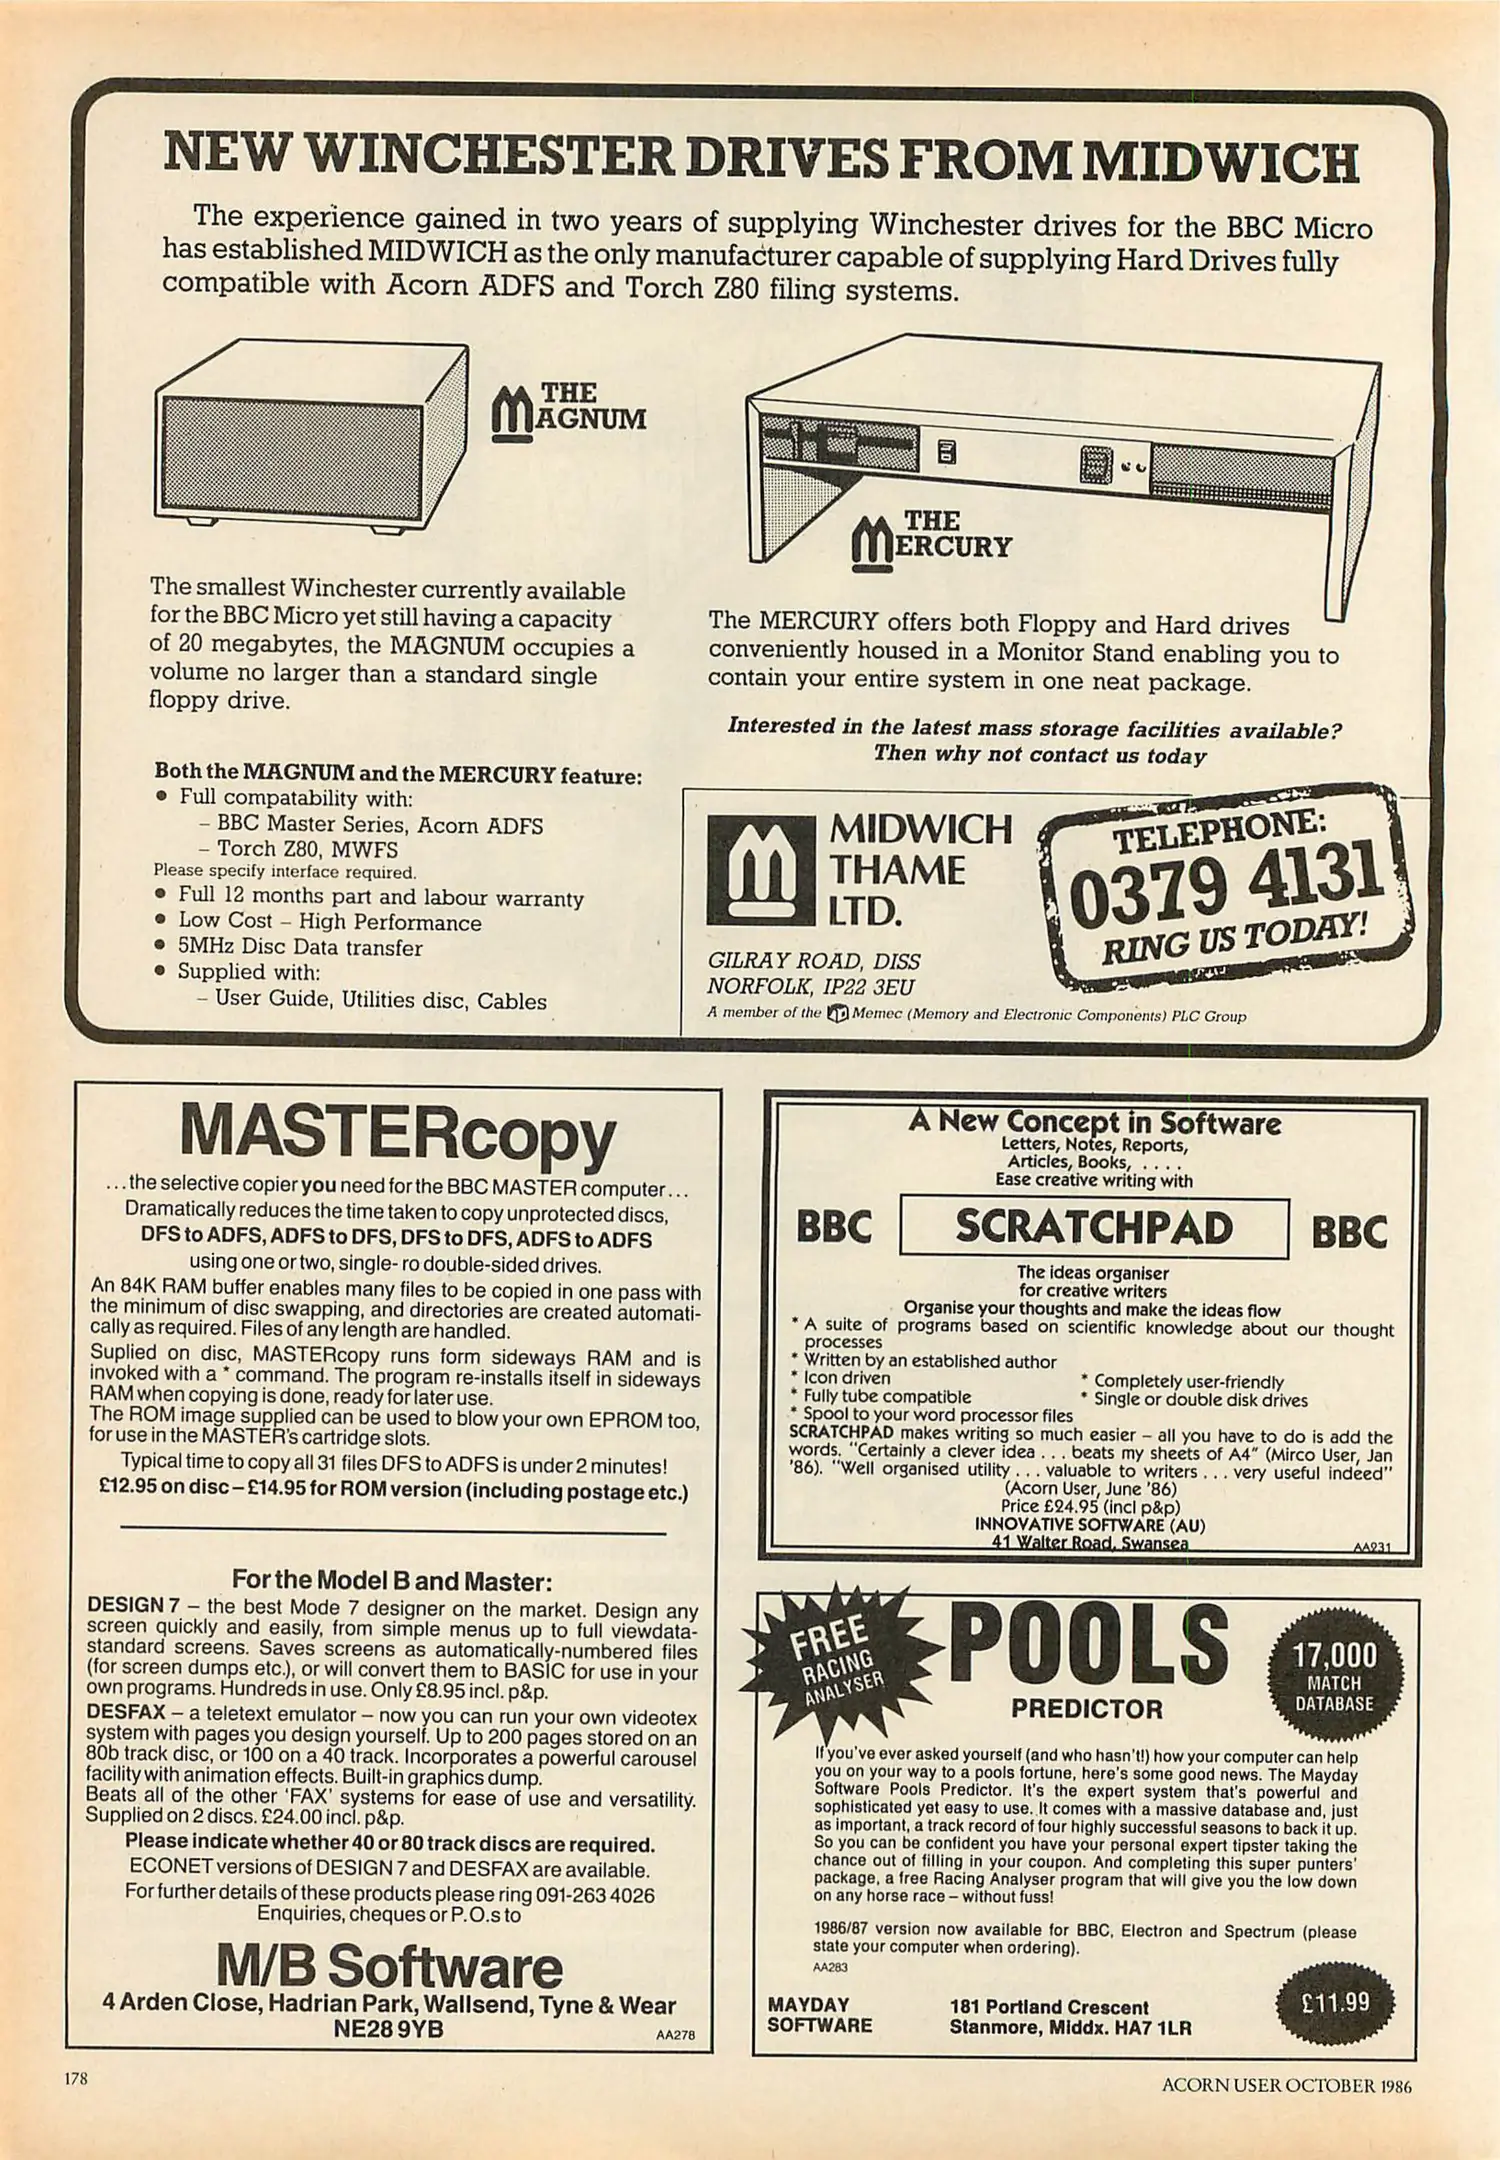 NEW WINCHESTER DRIVES FROM MIDWICH
The experience gained in two years of supplying Winchester drives for the BBC Micro
has established MIDWICH as the only manufacturer capable of supplying Hard Drives fully
compatible with Acorn ADFS and Torch Z80 filing systems.
THE
MAGNUM
THE
MERCURY
The smallest Winchester currently available
for the BBC Micro yet still having a capacity
of 20 megabytes, the MAGNUM occupies a
volume no larger than a standard single
floppy drive.
Both the MAGNUM and the MERCURY feature:
• Full compatability with:
– BBC Master Series, Acorn ADFS
– Torch Z80, MWFS
Please specify interface required.
• Full 12 months part and labour warranty
• Low Cost – High Performance
• 5MHz Disc Data transfer
• Supplied with:
– User Guide, Utilities disc, Cables
The MERCURY offers both Floppy and Hard drives
conveniently housed in a Monitor Stand enabling you to
contain your entire system in one neat package.
Interested in the latest mass storage facilities available?
Then why not contact us today
MIDWICH
THAME
LTD.
GILRAY ROAD, DISS
NORFOLK, IP22 3EU
A member of the Memec (Memory and Electronic Components) PLC Group
TELEPHONE:
0379 4131
RING US TODAY!
MASTERcopy
...the selective copier you need for the BBC MASTER computer...
Dramatically reduces the time taken to copy unprotected discs,
DFS to ADFS, ADFS to DFS, DFS to DFS, ADFS to ADFS
using one or two, single- ro double-sided drives.
An 84K RAM buffer enables many files to be copied in one pass with
the minimum of disc swapping, and directories are created automati-
cally as required. Files of any length are handled.
Suplied on disc, MASTERcopy runs form sideways RAM and is
invoked with a * command. The program re-installs itself in sideways
RAM when copying is done, ready for later use.
The ROM image supplied can be used to blow your own EPROM too,
for use in the MASTER's cartridge slots.
Typical time to copy all 31 files DFS to ADFS is under 2 minutes!
£12.95 on disc – £14.95 for ROM version (including postage etc.)
For the Model B and Master:
DESIGN 7 – the best Mode 7 designer on the market. Design any
screen quickly and easily, from simple menus up to full viewdata-
standard screens. Saves screens as automatically-numbered files
(for screen dumps etc.), or will convert them to BASIC for use in your
own programs. Hundreds in use. Only £8.95 incl. p&p.
DESFAX – a teletext emulator – now you can run your own videotex
system with pages you design yourself. Up to 200 pages stored on an
80b track disc, or 100 on a 40 track. Incorporates a powerful carousel
facility with animation effects. Built-in graphics dump.
Beats all of the other 'FAX' systems for ease of use and versatility.
Supplied on 2 discs. £24.00 incl. p&p.
Please indicate whether 40 or 80 track discs are required.
ECONET versions of DESIGN 7 and DESFAX are available.
For further details of these products please ring 091-263 4026
Enquiries, cheques or P.O.s to
M/B Software
4 Arden Close, Hadrian Park, Wallsend, Tyne & Wear
NE28 9YB
AA278
A New Concept in Software
Letters, Notes, Reports,
Articles, Books, . . . .
Ease creative writing with
BBC SCRATCHPAD BBC
The ideas organiser
for creative writers
Organise your thoughts and make the ideas flow
* A suite of programs based on scientific knowledge about our thought
processes
* Written by an established author
* Icon driven * Completely user-friendly
* Fully tube compatible * Single or double disk drives
* Spool to your word processor files
SCRATCHPAD makes writing so much easier – all you have to do is add the
words. "Certainly a clever idea . . . beats my sheets of A4" (Mirco User, Jan
'86). "Well organised utility . . . valuable to writers . . . very useful indeed"
(Acorn User, June '86)
Price £24.95 (incl p&p)
INNOVATIVE SOFTWARE (AU)
41 Walter Road, Swansea
AA231
FREE
RACING
ANALYSER
POOLS
PREDICTOR
17,000
MATCH
DATABASE
If you've ever asked yourself (and who hasn't!) how your computer can help
you on your way to a pools fortune, here's some good news. The Mayday
Software Pools Predictor. It's the expert system that's powerful and
sophisticated yet easy to use. It comes with a massive database and, just
as important, a track record of four highly successful seasons to back it up.
So you can be confident you have your personal expert tipster taking the
chance out of filling in your coupon. And completing this super punters'
package, a free Racing Analyser program that will give you the low down
on any horse race – without fuss!
1986/87 version now available for BBC, Electron and Spectrum (please
state your computer when ordering).
AA283
MAYDAY
SOFTWARE
181 Portland Crescent
Stanmore, Middx. HA7 1LR
£11.99
178
ACORN USER OCTOBER 1986